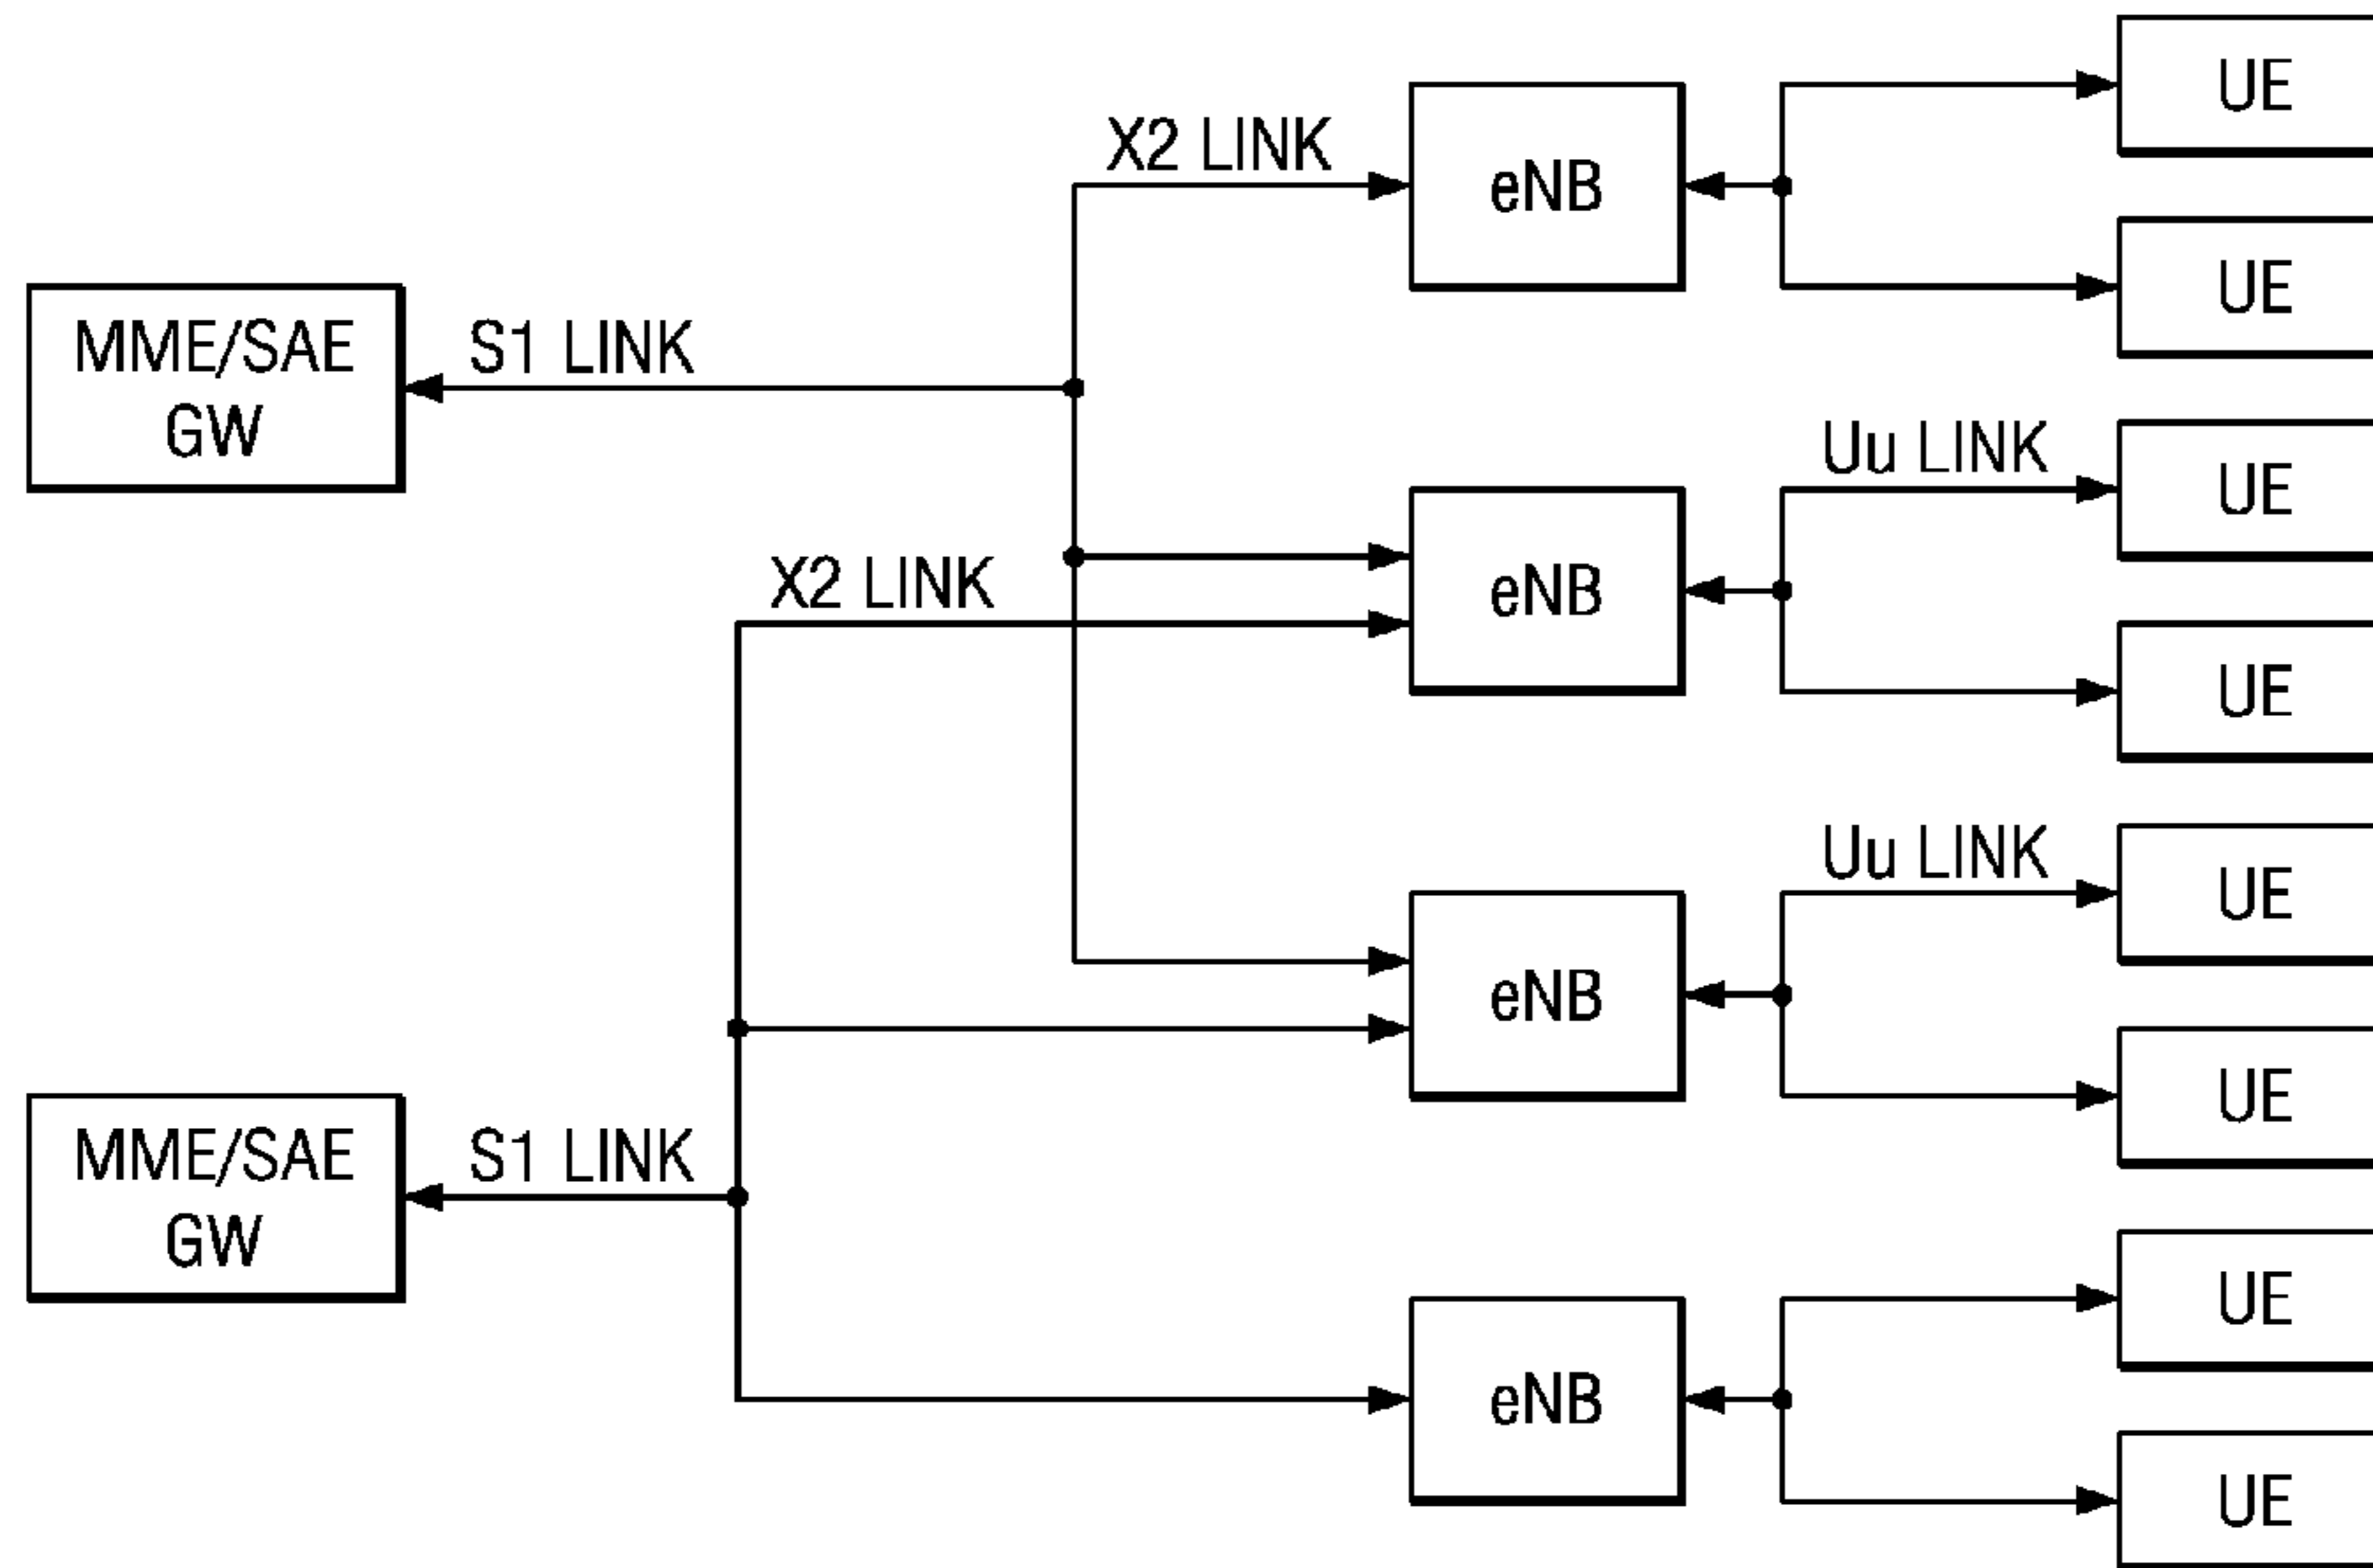 UE
X2 LINK
eNB
UE
MME/SAE
GW
S1 LINK
Uu LINK
UE
X2 LINK
eNB
UE
Uu LINK
UE
eNB
UE
MME/SAE
GW
S1 LINK
UE
eNB
UE